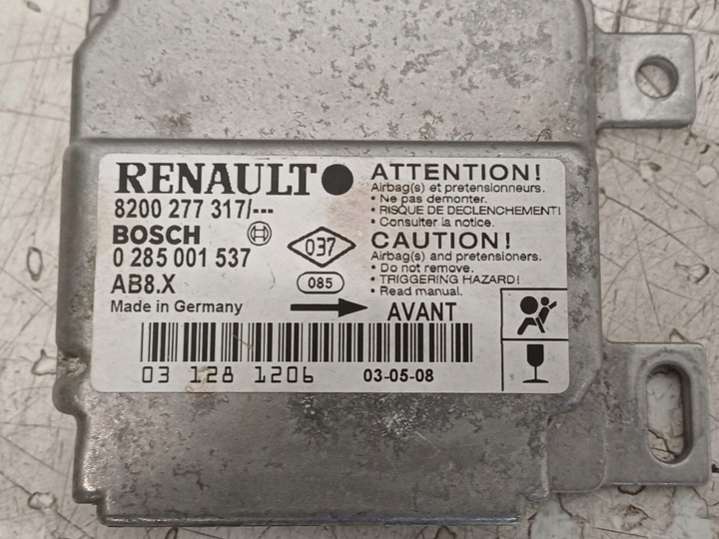 RENAULT
8200 277 317/---
BOSCH
0 285 001 537
AB8.X
Made in Germany
037
085
ATTENTION!
Airbag(s) et pretensionneurs.
• Ne pas demonter.
• RISQUE DE DECLENCHEMENT!
• Consulter la notice.
CAUTION!
Airbag(s) and pretensioners.
• Do not remove.
• TRIGGERING HAZARD!
• Read manual.
AVANT
03 128 1206
03-05-08